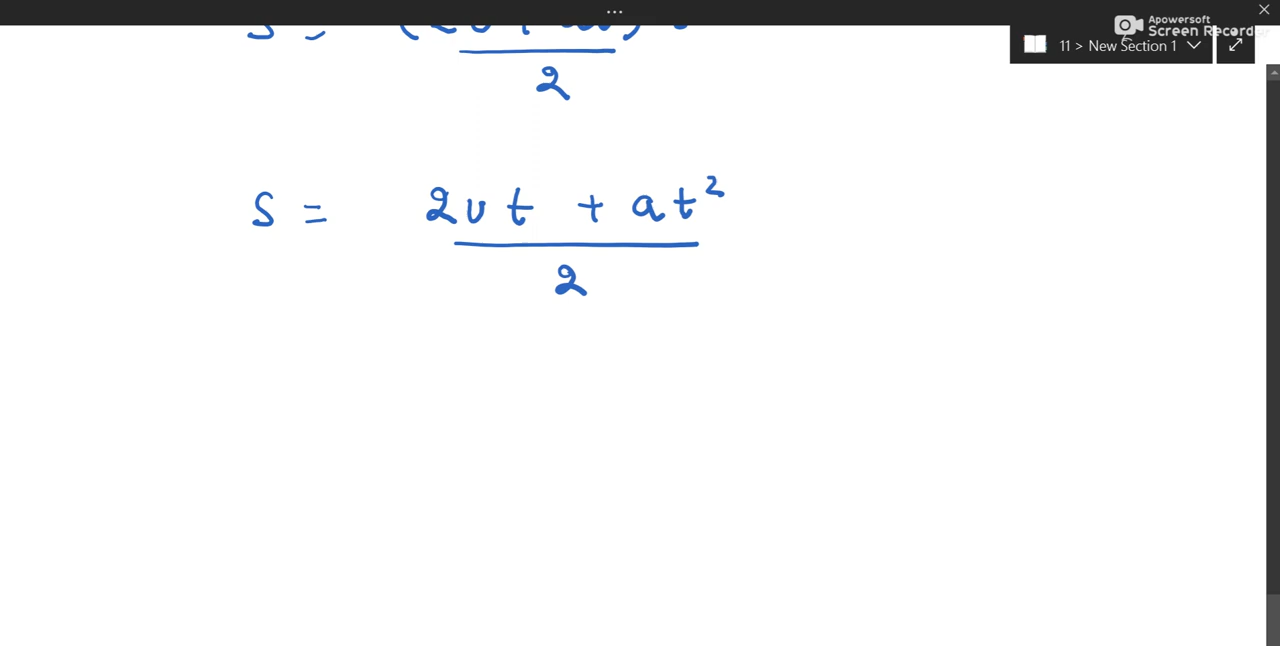 ...
Apowersoft
Screen Recorder
11 > New Section 1
S =
2
S = 2ut + at²
2